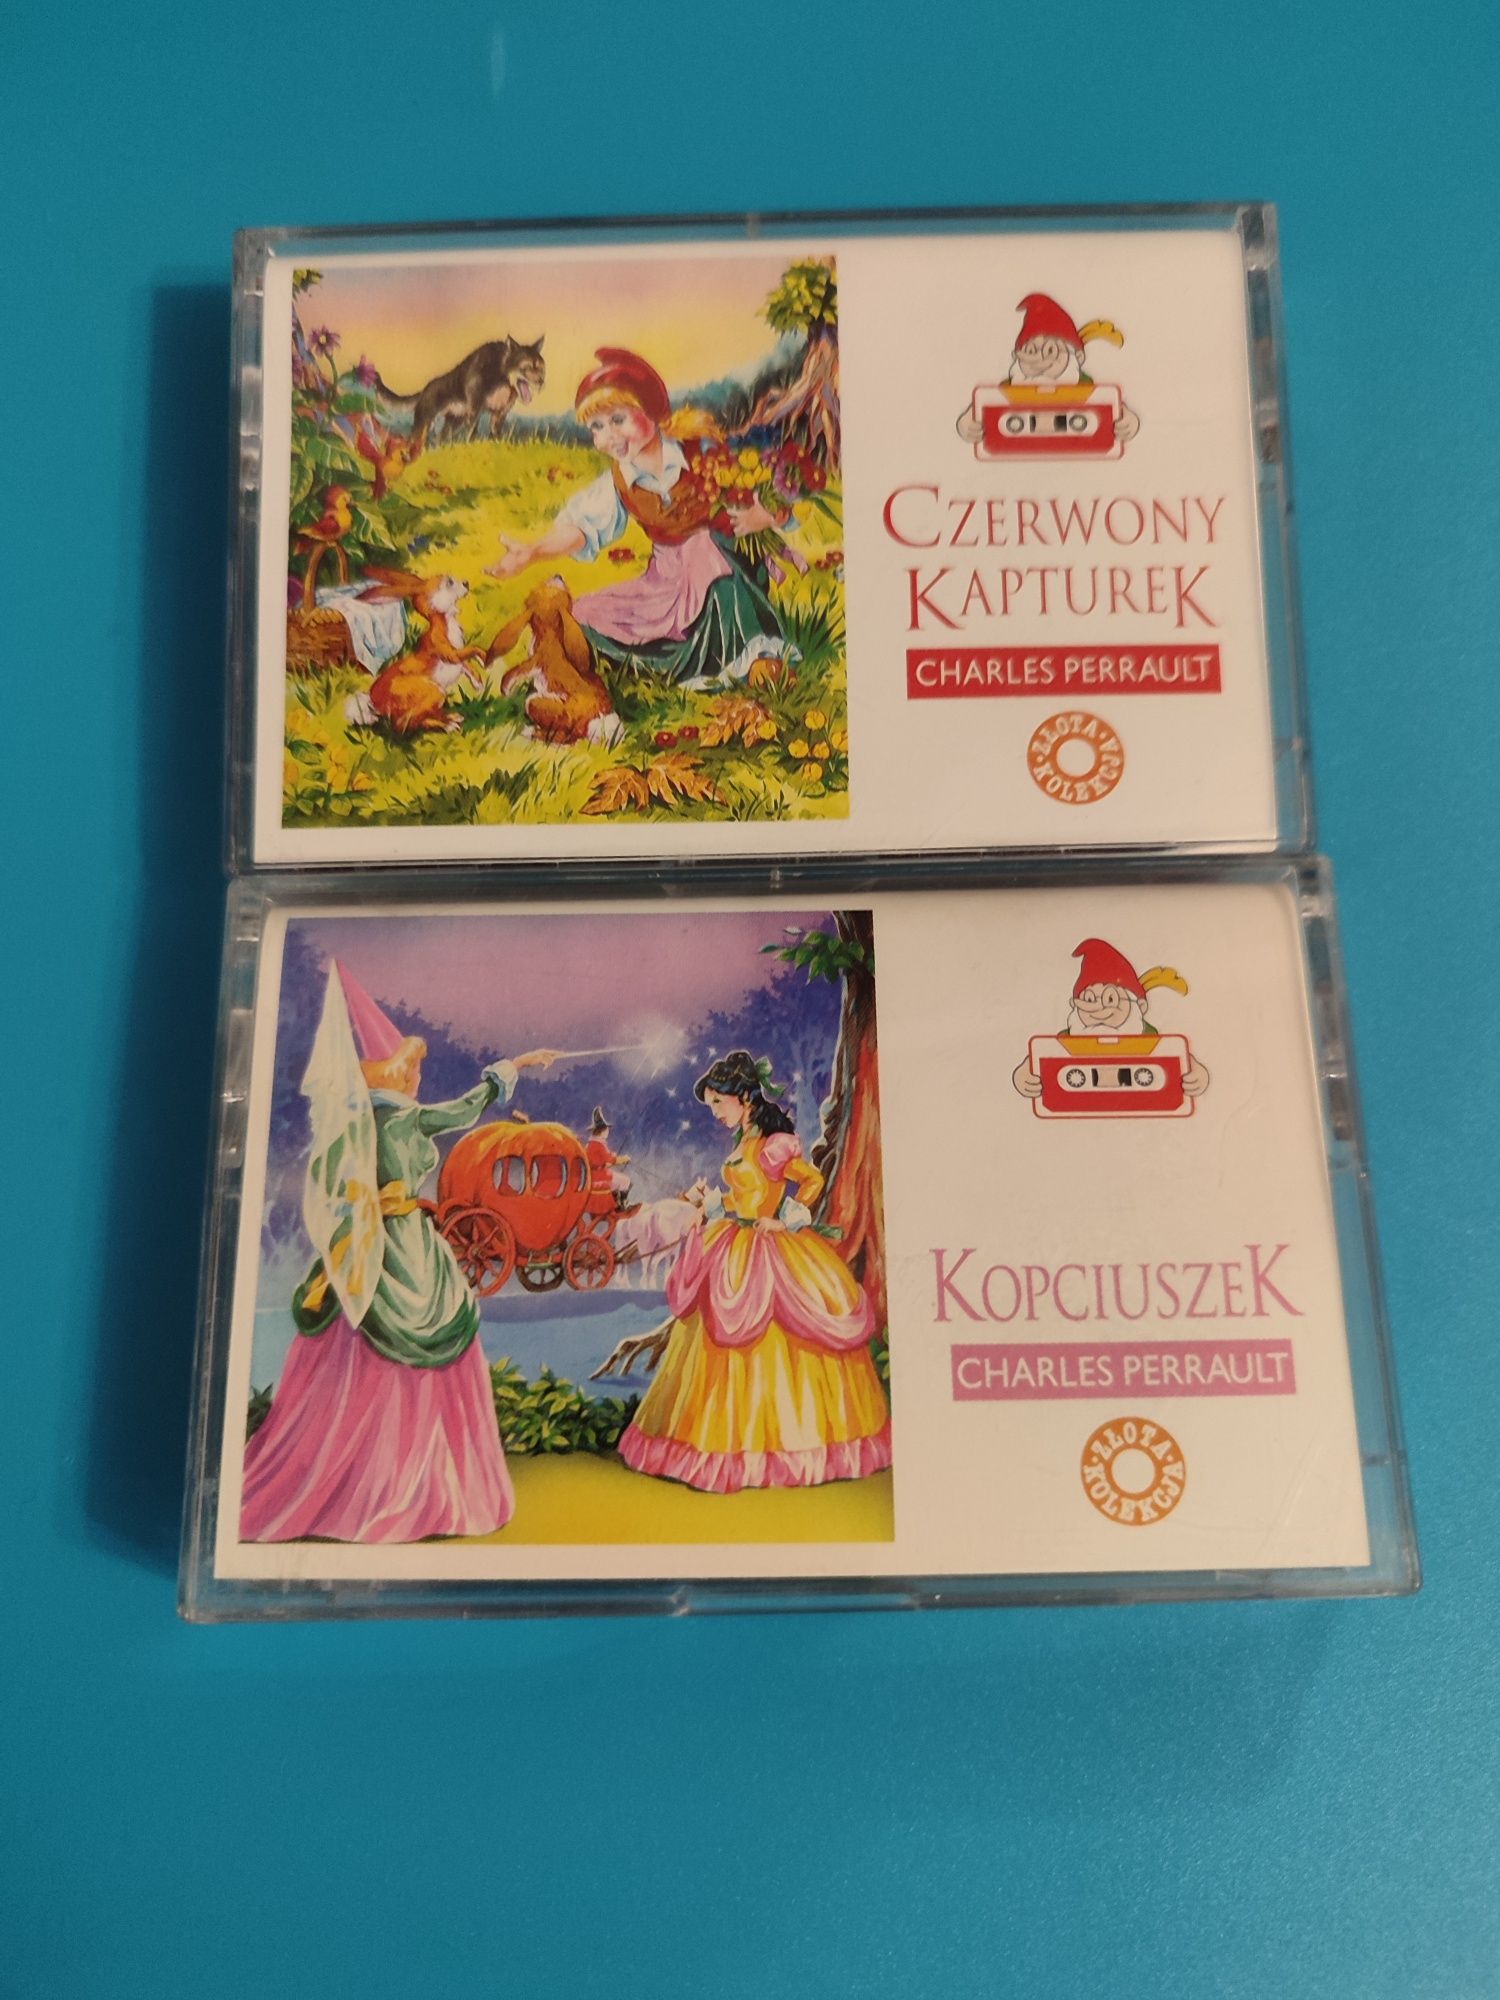 CZERWONY
KAPTUREK
CHARLES PERRAULT
ZŁOTA · KOLEKCJA ·
KOPCIUSZEK
CHARLES PERRAULT
ZŁOTA · KOLEKCJA ·